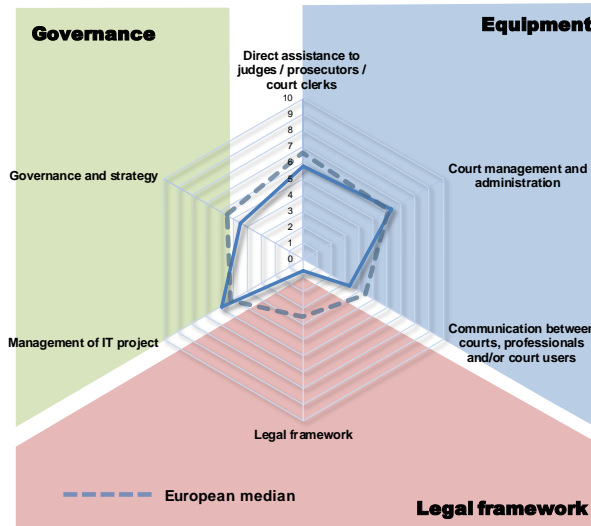 Governance
Equipment
Direct assistance to
judges / prosecutors /
court clerks
10
9
8
7
6
5
4
3
2
1
0
Governance and strategy
Court management and
administration
Management of IT project
Communication between
courts, professionals
and/or court users
Legal framework
European median
Legal framework